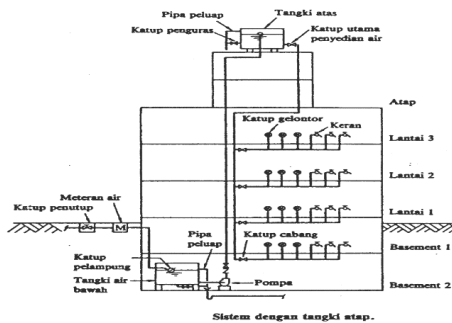 Pipa peluap
Tangki atas
Katup penguras
Katup utama
penyedian air
Atap
Katup gelontor
Keran
Lantai 3
Lantai 2
Meteran air
Katup penutup
Lantai 1
M
Pipa
peluap
Katup cabang
Basement 1
Katup
pelampung
Tangki air
bawah
Pompa
Basement 2
Sistem dengan tangki atap.